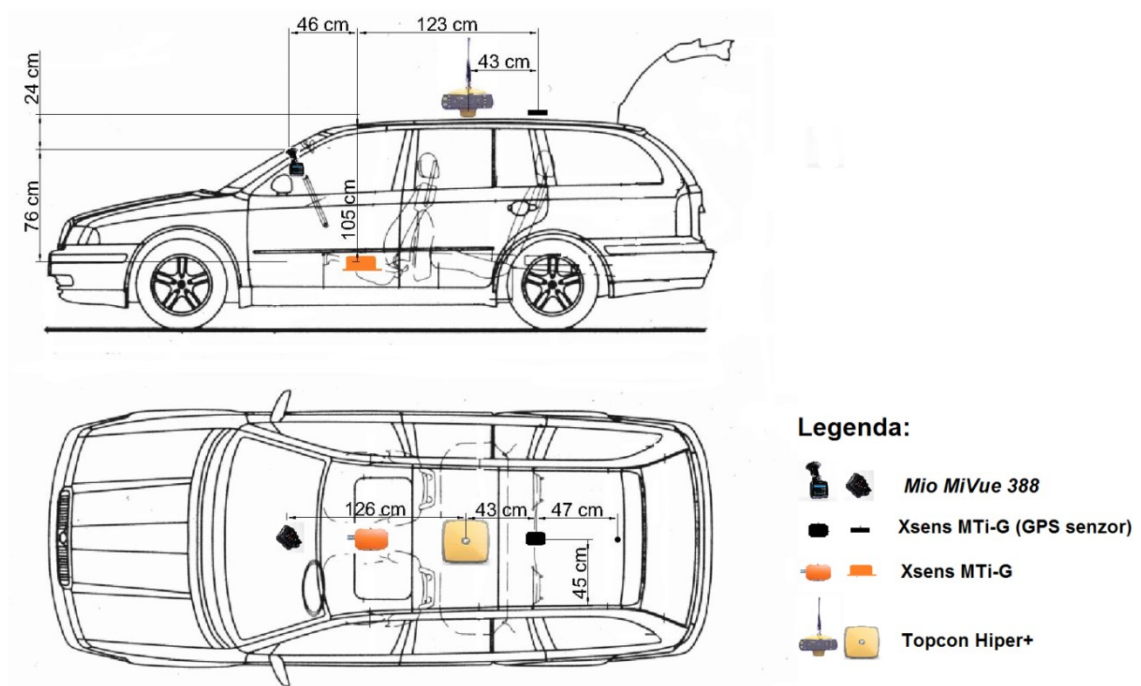 46 cm
123 cm
43 cm
24 cm
76 cm
105 cm
126 cm
43 cm
47 cm
45 cm
Legenda:
Mio MiVue 388
Xsens MTi-G (GPS senzor)
Xsens MTi-G
Topcon Hiper+